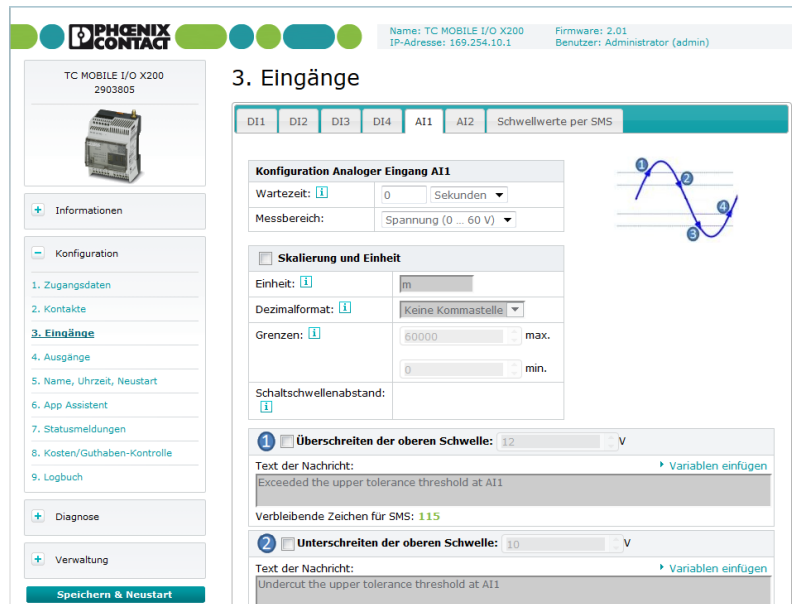 PHŒNIX
CONTACT
Name: TC MOBILE I/O X200
IP-Adresse: 169.254.10.1
Firmware: 2.01
Benutzer: Administrator (admin)
TC MOBILE I/O X200
2903805
Informationen
Konfiguration
1. Zugangsdaten
2. Kontakte
3. Eingänge
4. Ausgänge
5. Name, Uhrzeit, Neustart
6. App Assistent
7. Statusmeldungen
8. Kosten/Guthaben-Kontrolle
9. Logbuch
Diagnose
Verwaltung
Speichern & Neustart
3. Eingänge
DI1 DI2 DI3 DI4 AI1 AI2 Schwellwerte per SMS
Konfiguration Analoger Eingang AI1
Wartezeit: i 0 Sekunden
Messbereich: Spannung (0 ... 60 V)
1
2
3
4
Skalierung und Einheit
Einheit: i m
Dezimalformat: i Keine Kommastelle
Grenzen: i 60000 max.
0 min.
Schaltschwellenabstand:
i
1 Überschreiten der oberen Schwelle: 12 V
Text der Nachricht: Variablen einfügen
Exceeded the upper tolerance threshold at AI1
Verbleibende Zeichen für SMS: 115
2 Unterschreiten der oberen Schwelle: 10 V
Text der Nachricht: Variablen einfügen
Undercut the upper tolerance threshold at AI1